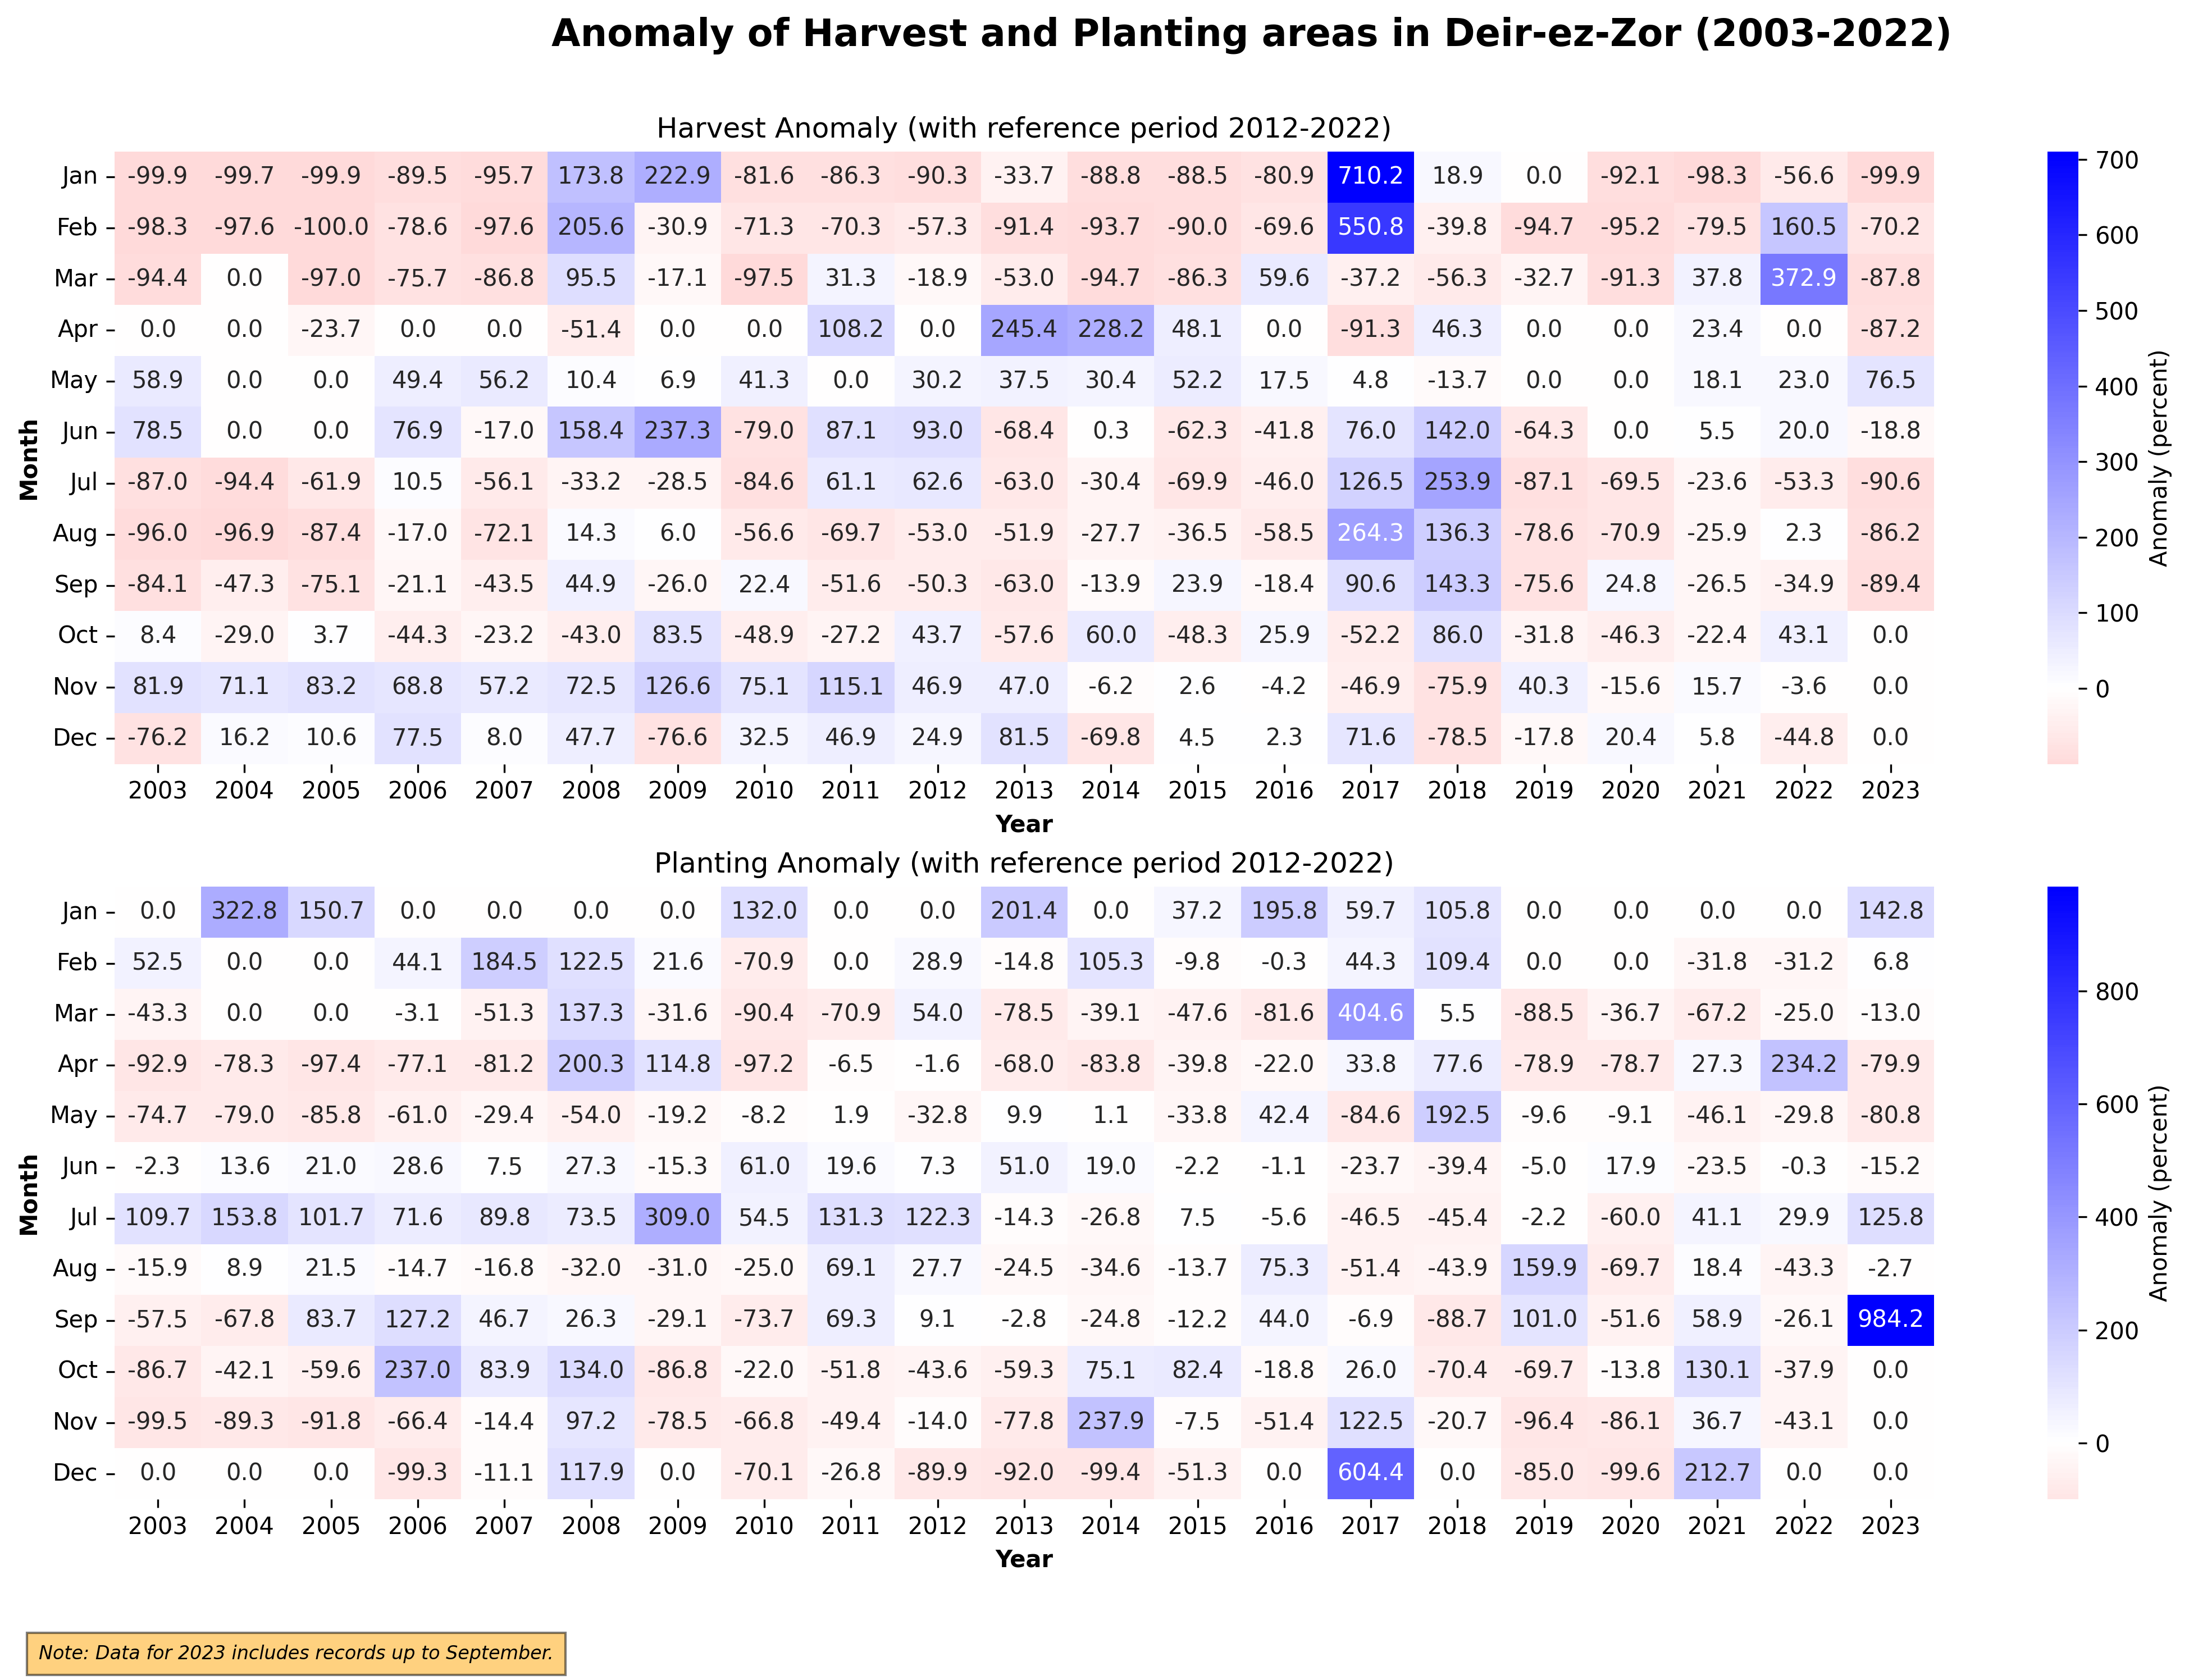 Anomaly of Harvest and Planting areas in Deir-ez-Zor (2003-2022)
Harvest Anomaly (with reference period 2012-2022)
Jan -99.9 -99.7 -99.9 -89.5 -95.7 173.8 222.9 -81.6 -86.3 -90.3 -33.7 -88.8 -88.5 -80.9 710.2 18.9 0.0 -92.1 -98.3 -56.6 -99.9
Feb -98.3 -97.6 -100.0 -78.6 -97.6 205.6 -30.9 -71.3 -70.3 -57.3 -91.4 -93.7 -90.0 -69.6 550.8 -39.8 -94.7 -95.2 -79.5 160.5 -70.2
Mar -94.4 0.0 -97.0 -75.7 -86.8 95.5 -17.1 -97.5 31.3 -18.9 -53.0 -94.7 -86.3 59.6 -37.2 -56.3 -32.7 -91.3 37.8 372.9 -87.8
Apr 0.0 0.0 -23.7 0.0 0.0 -51.4 0.0 0.0 108.2 0.0 245.4 228.2 48.1 0.0 -91.3 46.3 0.0 0.0 23.4 0.0 -87.2
May 58.9 0.0 0.0 49.4 56.2 10.4 6.9 41.3 0.0 30.2 37.5 30.4 52.2 17.5 4.8 -13.7 0.0 0.0 18.1 23.0 76.5
Jun 78.5 0.0 0.0 76.9 -17.0 158.4 237.3 -79.0 87.1 93.0 -68.4 0.3 -62.3 -41.8 76.0 142.0 -64.3 0.0 5.5 20.0 -18.8
Jul -87.0 -94.4 -61.9 10.5 -56.1 -33.2 -28.5 -84.6 61.1 62.6 -63.0 -30.4 -69.9 -46.0 126.5 253.9 -87.1 -69.5 -23.6 -53.3 -90.6
Aug -96.0 -96.9 -87.4 -17.0 -72.1 14.3 6.0 -56.6 -69.7 -53.0 -51.9 -27.7 -36.5 -58.5 264.3 136.3 -78.6 -70.9 -25.9 2.3 -86.2
Sep -84.1 -47.3 -75.1 -21.1 -43.5 44.9 -26.0 22.4 -51.6 -50.3 -63.0 -13.9 23.9 -18.4 90.6 143.3 -75.6 24.8 -26.5 -34.9 -89.4
Oct 8.4 -29.0 3.7 -44.3 -23.2 -43.0 83.5 -48.9 -27.2 43.7 -57.6 60.0 -48.3 25.9 -52.2 86.0 -31.8 -46.3 -22.4 43.1 0.0
Nov 81.9 71.1 83.2 68.8 57.2 72.5 126.6 75.1 115.1 46.9 47.0 -6.2 2.6 -4.2 -46.9 -75.9 40.3 -15.6 15.7 -3.6 0.0
Dec -76.2 16.2 10.6 77.5 8.0 47.7 -76.6 32.5 46.9 24.9 81.5 -69.8 4.5 2.3 71.6 -78.5 -17.8 20.4 5.8 -44.8 0.0
2003 2004 2005 2006 2007 2008 2009 2010 2011 2012 2013 2014 2015 2016 2017 2018 2019 2020 2021 2022 2023
Month
Year
700
600
500
400
300
200
100
0
Anomaly (percent)
Planting Anomaly (with reference period 2012-2022)
Jan 0.0 322.8 150.7 0.0 0.0 0.0 0.0 132.0 0.0 0.0 201.4 0.0 37.2 195.8 59.7 105.8 0.0 0.0 0.0 0.0 142.8
Feb 52.5 0.0 0.0 44.1 184.5 122.5 21.6 -70.9 0.0 28.9 -14.8 105.3 -9.8 -0.3 44.3 109.4 0.0 0.0 -31.8 -31.2 6.8
Mar -43.3 0.0 0.0 -3.1 -51.3 137.3 -31.6 -90.4 -70.9 54.0 -78.5 -39.1 -47.6 -81.6 404.6 5.5 -88.5 -36.7 -67.2 -25.0 -13.0
Apr -92.9 -78.3 -97.4 -77.1 -81.2 200.3 114.8 -97.2 -6.5 -1.6 -68.0 -83.8 -39.8 -22.0 33.8 77.6 -78.9 -78.7 27.3 234.2 -79.9
May -74.7 -79.0 -85.8 -61.0 -29.4 -54.0 -19.2 -8.2 1.9 -32.8 9.9 1.1 -33.8 42.4 -84.6 192.5 -9.6 -9.1 -46.1 -29.8 -80.8
Jun -2.3 13.6 21.0 28.6 7.5 27.3 -15.3 61.0 19.6 7.3 51.0 19.0 -2.2 -1.1 -23.7 -39.4 -5.0 17.9 -23.5 -0.3 -15.2
Jul 109.7 153.8 101.7 71.6 89.8 73.5 309.0 54.5 131.3 122.3 -14.3 -26.8 7.5 -5.6 -46.5 -45.4 -2.2 -60.0 41.1 29.9 125.8
Aug -15.9 8.9 21.5 -14.7 -16.8 -32.0 -31.0 -25.0 69.1 27.7 -24.5 -34.6 -13.7 75.3 -51.4 -43.9 159.9 -69.7 18.4 -43.3 -2.7
Sep -57.5 -67.8 83.7 127.2 46.7 26.3 -29.1 -73.7 69.3 9.1 -2.8 -24.8 -12.2 44.0 -6.9 -88.7 101.0 -51.6 58.9 -26.1 984.2
Oct -86.7 -42.1 -59.6 237.0 83.9 134.0 -86.8 -22.0 -51.8 -43.6 -59.3 75.1 82.4 -18.8 26.0 -70.4 -69.7 -13.8 130.1 -37.9 0.0
Nov -99.5 -89.3 -91.8 -66.4 -14.4 97.2 -78.5 -66.8 -49.4 -14.0 -77.8 237.9 -7.5 -51.4 122.5 -20.7 -96.4 -86.1 36.7 -43.1 0.0
Dec 0.0 0.0 0.0 -99.3 -11.1 117.9 0.0 -70.1 -26.8 -89.9 -92.0 -99.4 -51.3 0.0 604.4 0.0 -85.0 -99.6 212.7 0.0 0.0
2003 2004 2005 2006 2007 2008 2009 2010 2011 2012 2013 2014 2015 2016 2017 2018 2019 2020 2021 2022 2023
Month
Year
800
600
400
200
0
Anomaly (percent)
Note: Data for 2023 includes records up to September.